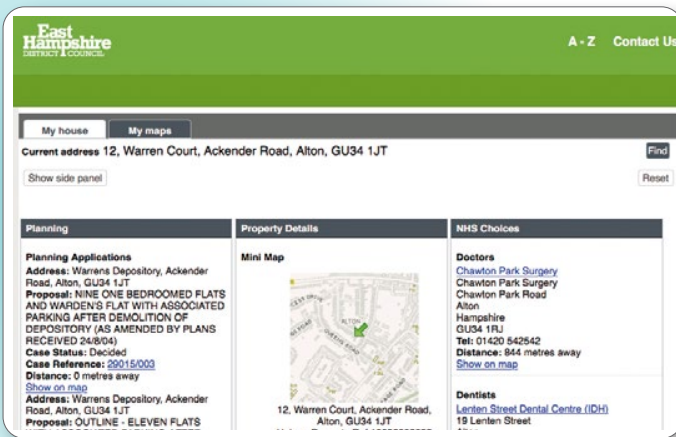 East
Hampshire
DISTRICT COUNCIL
A - Z Contact Us
My house My maps
Current address 12, Warren Court, Ackender Road, Alton, GU34 1JT
Find
Show side panel
Reset
Planning
Planning Applications
Address: Warrens Depository, Ackender
Road, Alton, GU34 1JT
Proposal: NINE ONE BEDROOMED FLATS
AND WARDEN'S FLAT WITH ASSOCIATED
PARKING AFTER DEMOLITION OF
DEPOSITORY (AS AMENDED BY PLANS
RECEIVED 24/8/04)
Case Status: Decided
Case Reference: 29015/003
Distance: 0 metres away
Show on map
Address: Warrens Depository, Ackender
Road, Alton, GU34 1JT
Proposal: OUTLINE - ELEVEN FLATS
Property Details
Mini Map
ALTON
QUEENS ROAD
12, Warren Court, Ackender Road,
Alton, GU34 1JT
NHS Choices
Doctors
Chawton Park Surgery
Chawton Park Surgery
Chawton Park Road
Alton
Hampshire
GU34 1RJ
Tel: 01420 542542
Distance: 844 metres away
Show on map
Dentists
Lenten Street Dental Centre (IDH)
19 Lenten Street